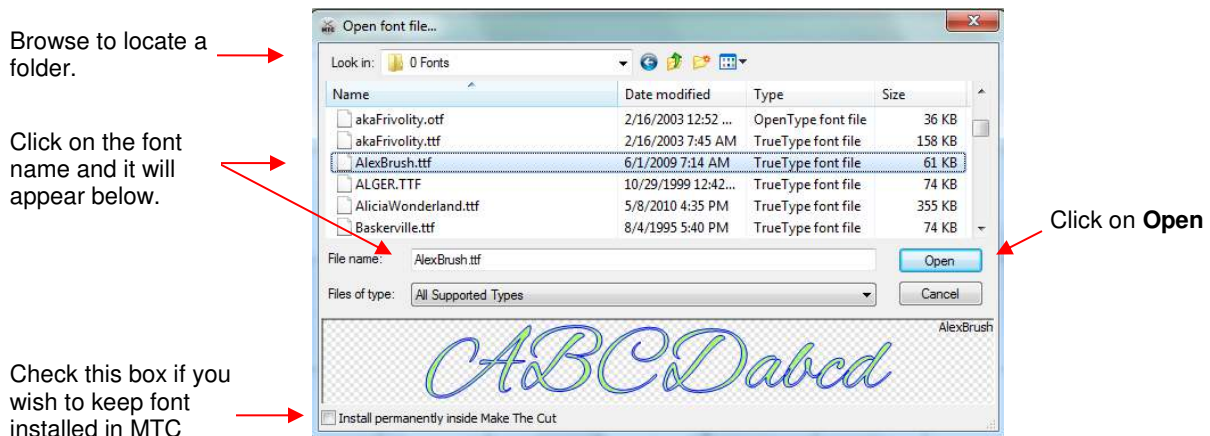 Browse to locate a
folder.
Click on the font
name and it will
appear below.
Check this box if you
wish to keep font
installed in MTC
MTC Open font file...
Look in: 0 Fonts
Name Date modified Type Size
akaFrivolity.otf 2/16/2003 12:52 ... OpenType font file 36 KB
akaFrivolity.ttf 2/16/2003 7:45 AM TrueType font file 158 KB
AlexBrush.ttf 6/1/2009 7:14 AM TrueType font file 61 KB
ALGER.TTF 10/29/1999 12:42... TrueType font file 74 KB
AliciaWonderland.ttf 5/8/2010 4:35 PM TrueType font file 355 KB
Baskerville.ttf 8/4/1995 5:40 PM TrueType font file 74 KB
File name: AlexBrush.ttf Open
Files of type: All Supported Types Cancel
AlexBrush
ABCDabcd
Install permanently inside Make The Cut
Click on Open